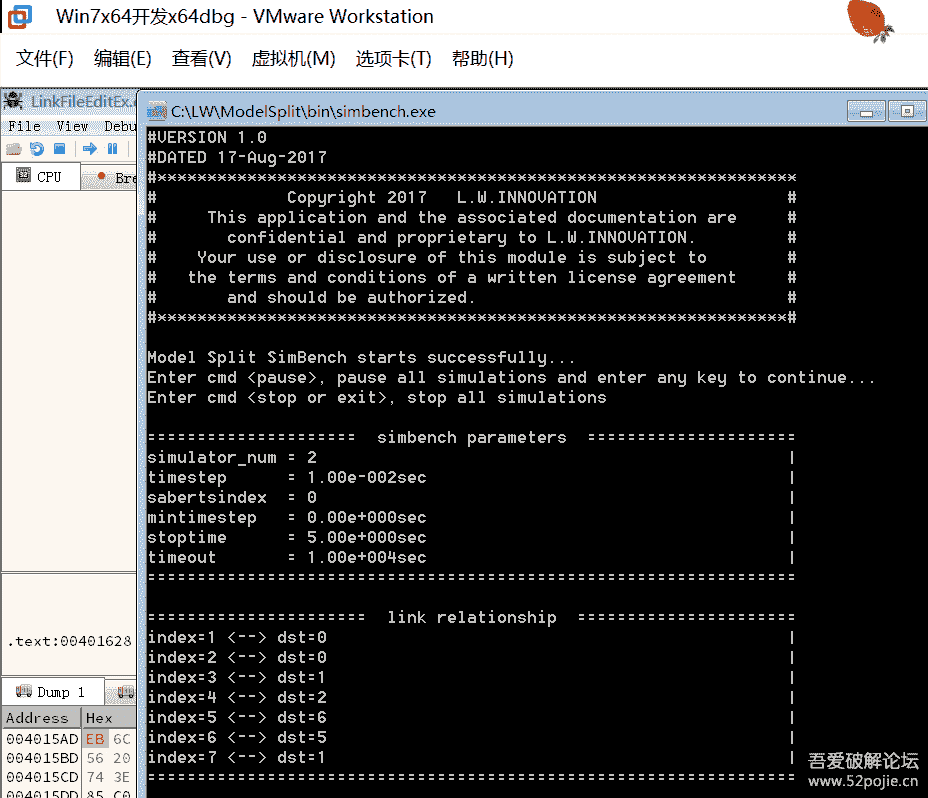 Win7x64开发x64dbg - VMware Workstation
文件(F) 编辑(E) 查看(V) 虚拟机(M) 选项卡(T) 帮助(H)
LinkFileEditEx.
File View Debu
CPU
Bre
C:\LW\ModelSplit\bin\simbench.exe
#VERSION 1.0
#DATED 17-Aug-2017
#****************************************************************
# Copyright 2017 L.W.INNOVATION #
# This application and the associated documentation are #
# confidential and proprietary to L.W.INNOVATION. #
# Your use or disclosure of this module is subject to #
# the terms and conditions of a written license agreement #
# and should be authorized. #
#***************************************************************#
Model Split SimBench starts successfully...
Enter cmd <pause>, pause all simulations and enter any key to continue...
Enter cmd <stop or exit>, stop all simulations
--------------------- simbench parameters ---------------------
simulator_num = 2 |
timestep = 1.00e-002sec |
sabertsindex = 0 |
mintimestep = 0.00e+000sec |
stoptime = 5.00e+000sec |
timeout = 1.00e+004sec |
-----------------------------------------------------------------
---------------------- link relationship ----------------------
index=1 <--> dst=0 |
index=2 <--> dst=0 |
index=3 <--> dst=1 |
index=4 <--> dst=2 |
index=5 <--> dst=6 |
index=6 <--> dst=5 |
index=7 <--> dst=1 |
-----------------------------------------------------------------
.text:00401628
Dump 1
Address Hex
004015AD EB 6C
004015BD 56 20
004015CD 74 3E
004015DD 85 C0
吾爱破解论坛
www.52pojie.cn